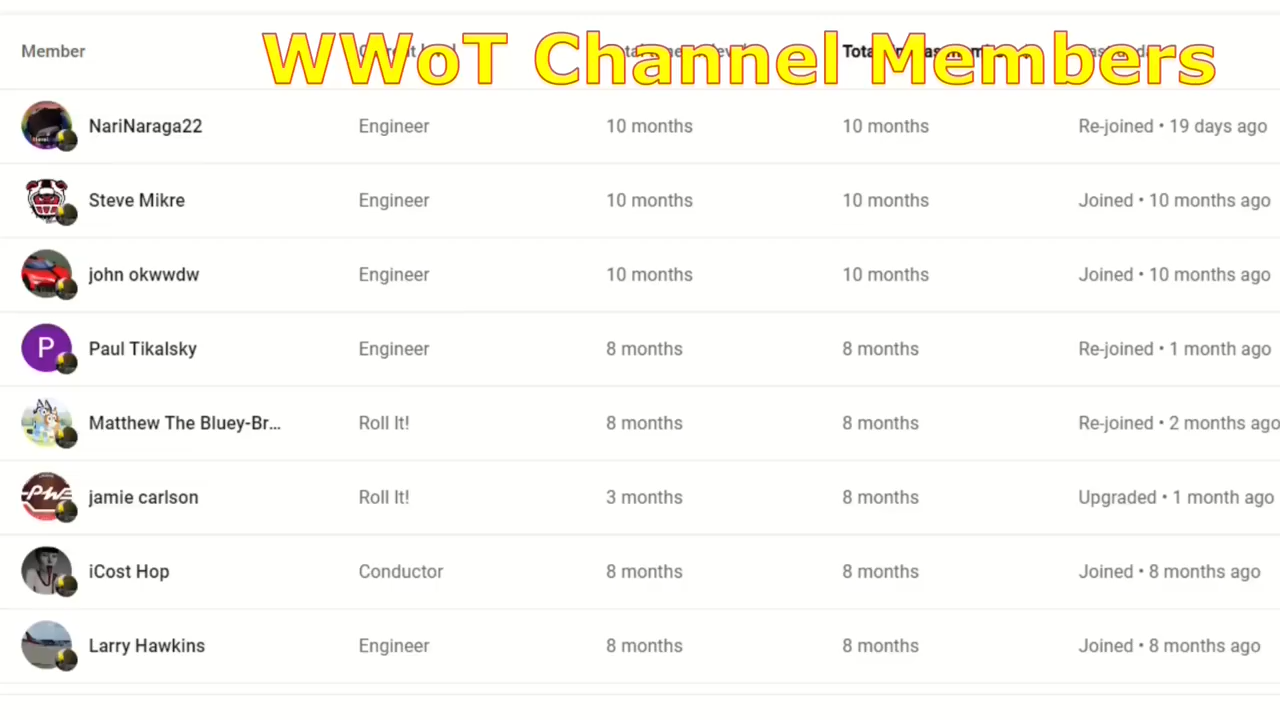 WWoT Channel Members
Member
NariNaraga22 Engineer 10 months 10 months Re-joined • 19 days ago
Steve Mikre Engineer 10 months 10 months Joined • 10 months ago
john okwwdw Engineer 10 months 10 months Joined • 10 months ago
P Paul Tikalsky Engineer 8 months 8 months Re-joined • 1 month ago
Matthew The Bluey-Br... Roll It! 8 months 8 months Re-joined • 2 months ago
jamie carlson Roll It! 3 months 8 months Upgraded • 1 month ago
iCost Hop Conductor 8 months 8 months Joined • 8 months ago
Larry Hawkins Engineer 8 months 8 months Joined • 8 months ago